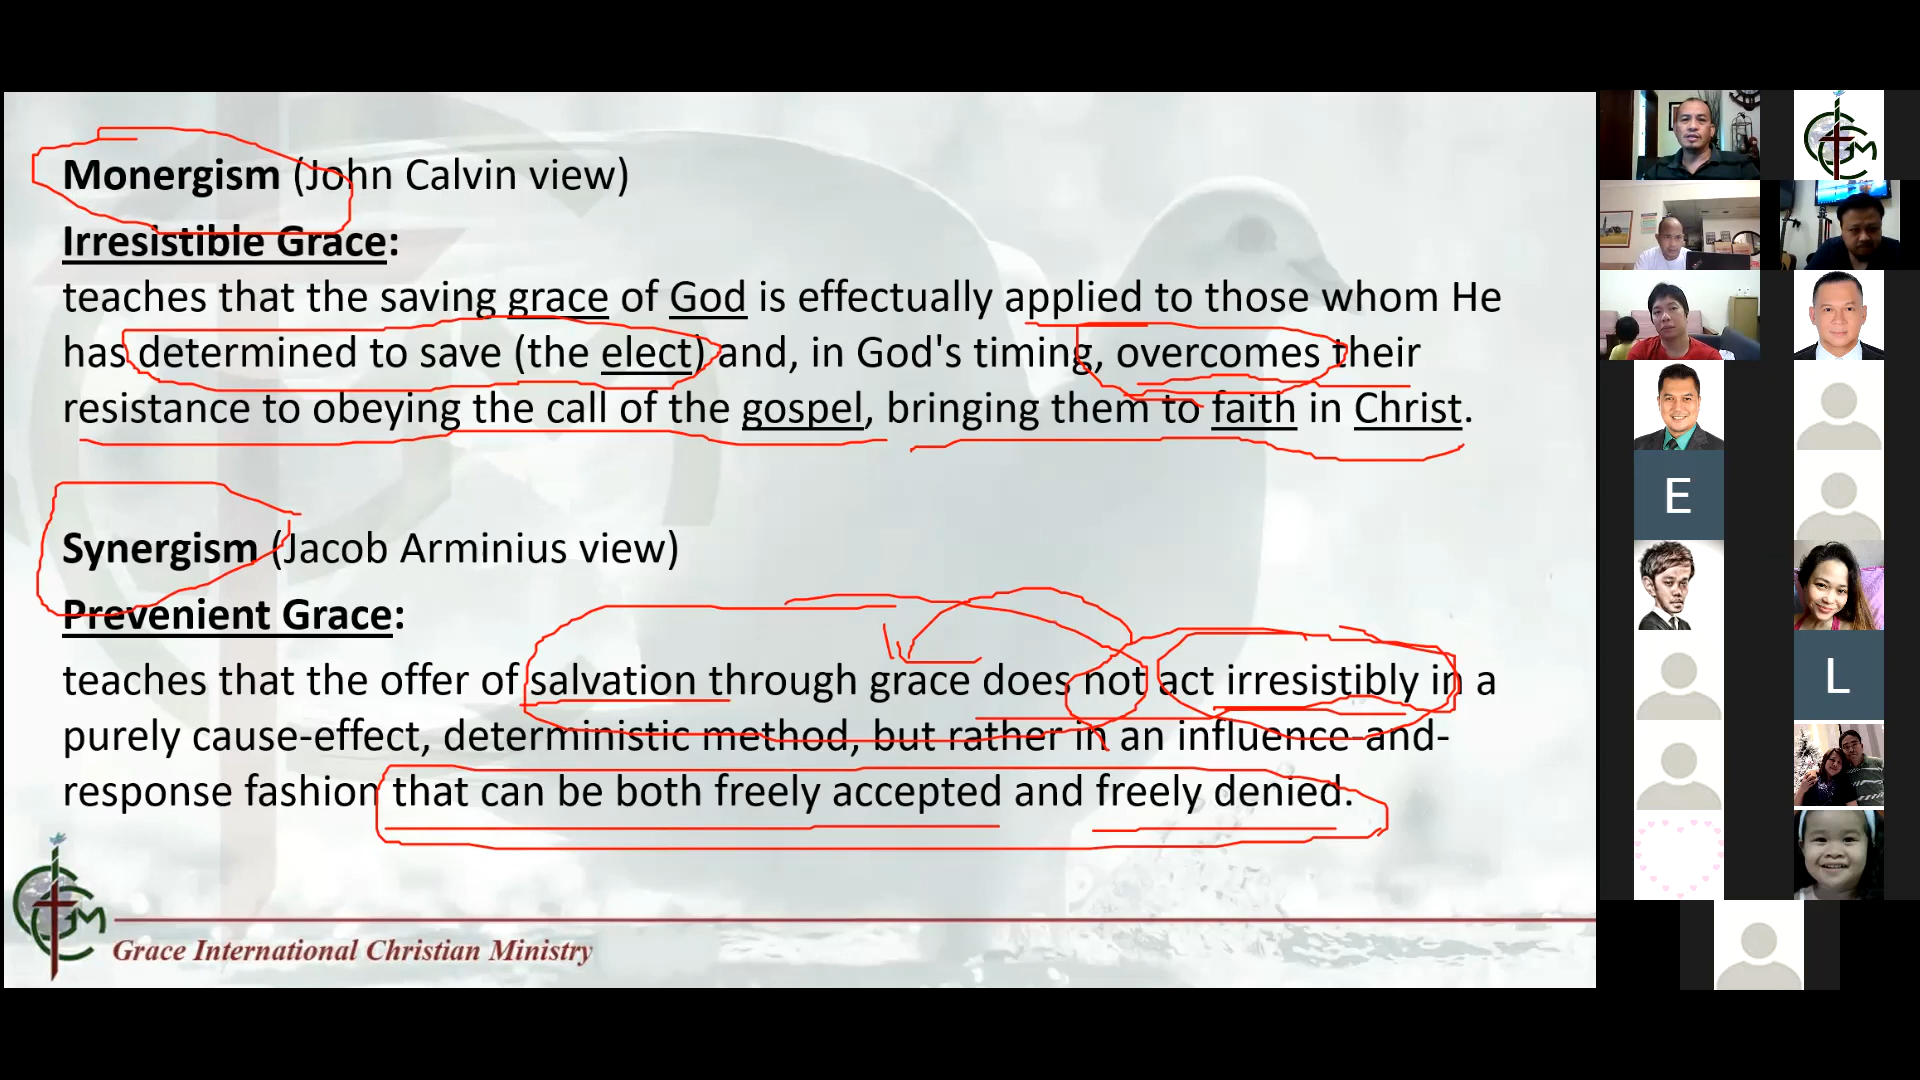 Monergism (John Calvin view)
Irresistible Grace:
teaches that the saving grace of God is effectually applied to those whom He
has determined to save (the elect) and, in God's timing, overcomes their
resistance to obeying the call of the gospel, bringing them to faith in Christ.
Synergism (Jacob Arminius view)
Prevenient Grace:
teaches that the offer of salvation through grace does not act irresistibly in a
purely cause-effect, deterministic method, but rather in an influence-and-
response fashion that can be both freely accepted and freely denied.
Grace International Christian Ministry
E
L